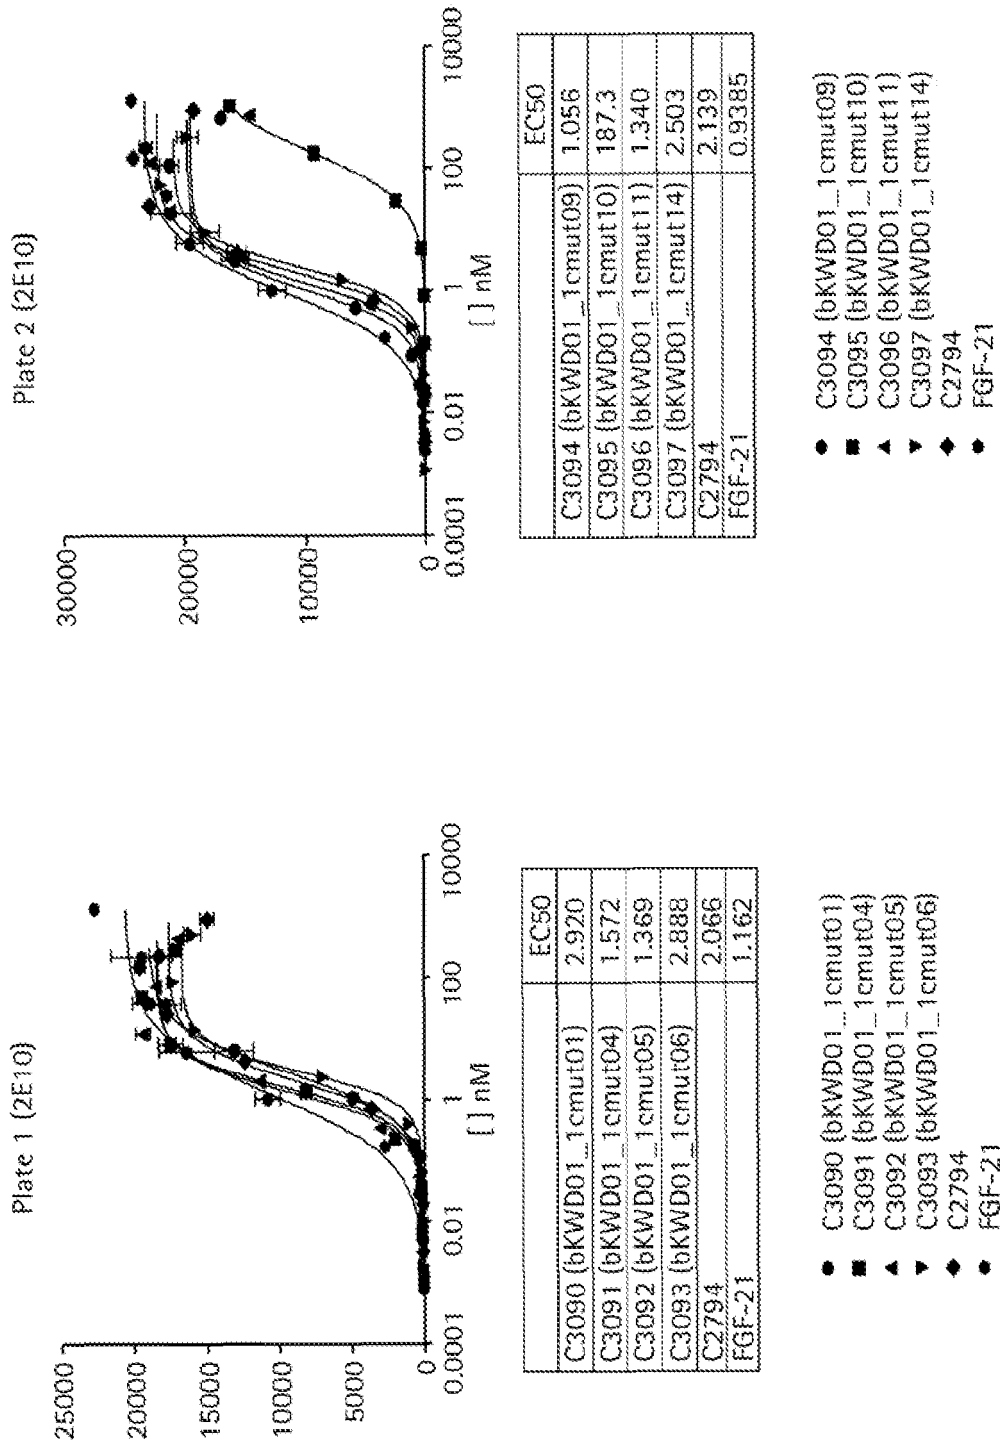 Plate 1 (2E10)
25000
20000
15000
10000
5000
0
0.0001
0.01
1
100
10000
[ ] nM
EC50
C3090 (bKWD01_1cmut01) 2.920
C3091 (bKWD01_1cmut04) 1.572
C3092 (bKWD01_1cmut05) 1.369
C3093 (bKWD01_1cmut06) 2.888
C2794 2.066
FGF-21 1.162
C3090 (bKWD01_1cmut01)
C3091 (bKWD01_1cmut04)
C3092 (bKWD01_1cmut05)
C3093 (bKWD01_1cmut06)
C2794
FGF-21
Plate 2 (2E10)
30000
20000
10000
0
0.0001
0.01
1
100
10000
[ ] nM
EC50
C3094 (bKWD01_1cmut09) 1.056
C3095 (bKWD01_1cmut10) 187.3
C3096 (bKWD01_1cmut11) 1.340
C3097 (bKWD01_1cmut14) 2.503
C2794 2.139
FGF-21 0.9385
C3094 (bKWD01_1cmut09)
C3095 (bKWD01_1cmut10)
C3096 (bKWD01_1cmut11)
C3097 (bKWD01_1cmut14)
C2794
FGF-21